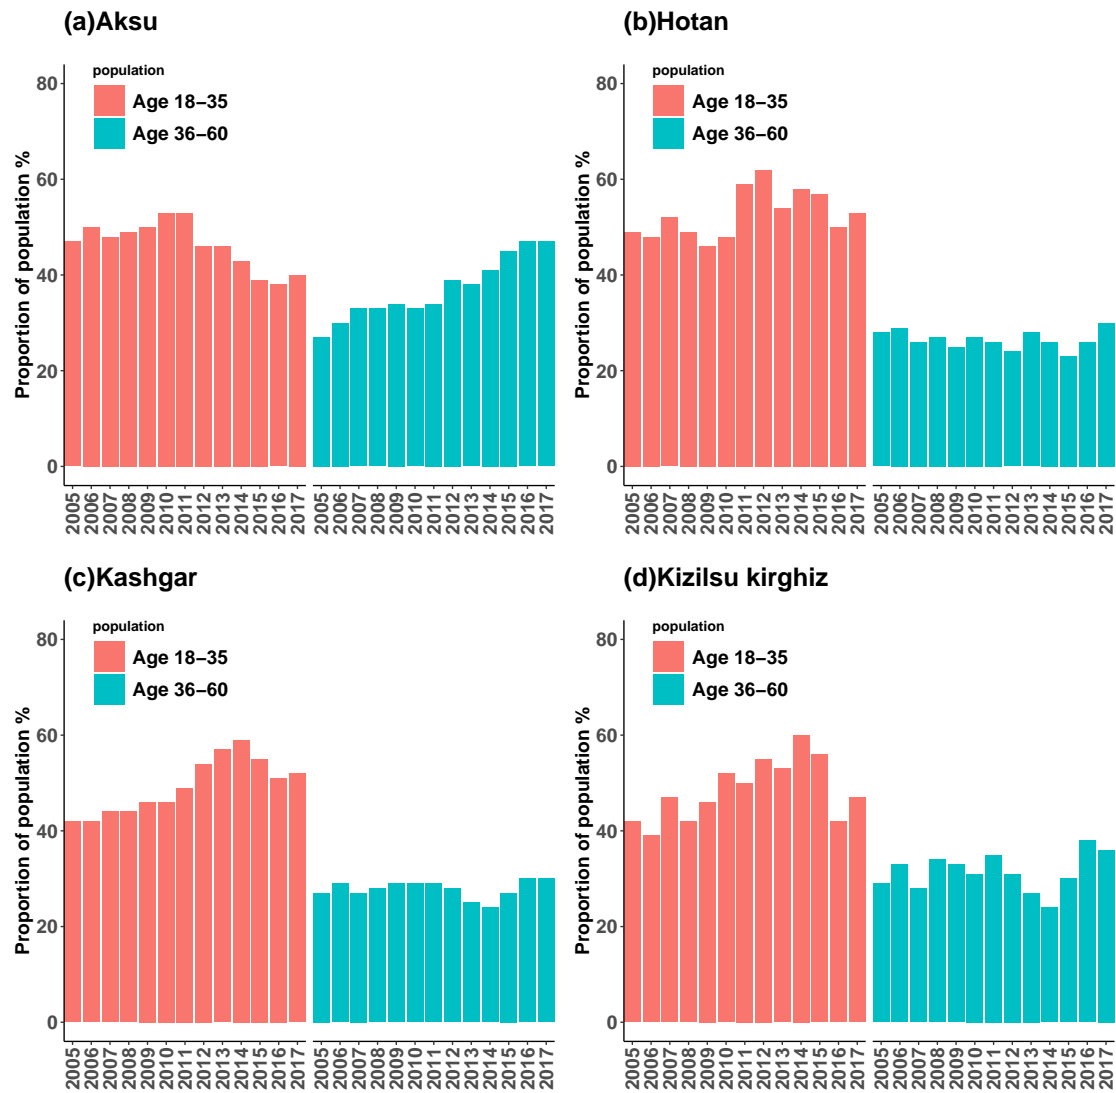 (a)Aksu
population
Age 18–35
Age 36–60
Proportion of population %
80
60
40
20
0
2005 2006 2007 2008 2009 2010 2011 2012 2013 2014 2015 2016 2017 2005 2006 2007 2008 2009 2010 2011 2012 2013 2014 2015 2016 2017
(b)Hotan
population
Age 18–35
Age 36–60
Proportion of population %
80
60
40
20
0
2005 2006 2007 2008 2009 2010 2011 2012 2013 2014 2015 2016 2017 2005 2006 2007 2008 2009 2010 2011 2012 2013 2014 2015 2016 2017
(c)Kashgar
population
Age 18–35
Age 36–60
Proportion of population %
80
60
40
20
0
2005 2006 2007 2008 2009 2010 2011 2012 2013 2014 2015 2016 2017 2005 2006 2007 2008 2009 2010 2011 2012 2013 2014 2015 2016 2017
(d)Kizilsu kirghiz
population
Age 18–35
Age 36–60
Proportion of population %
80
60
40
20
0
2005 2006 2007 2008 2009 2010 2011 2012 2013 2014 2015 2016 2017 2005 2006 2007 2008 2009 2010 2011 2012 2013 2014 2015 2016 2017